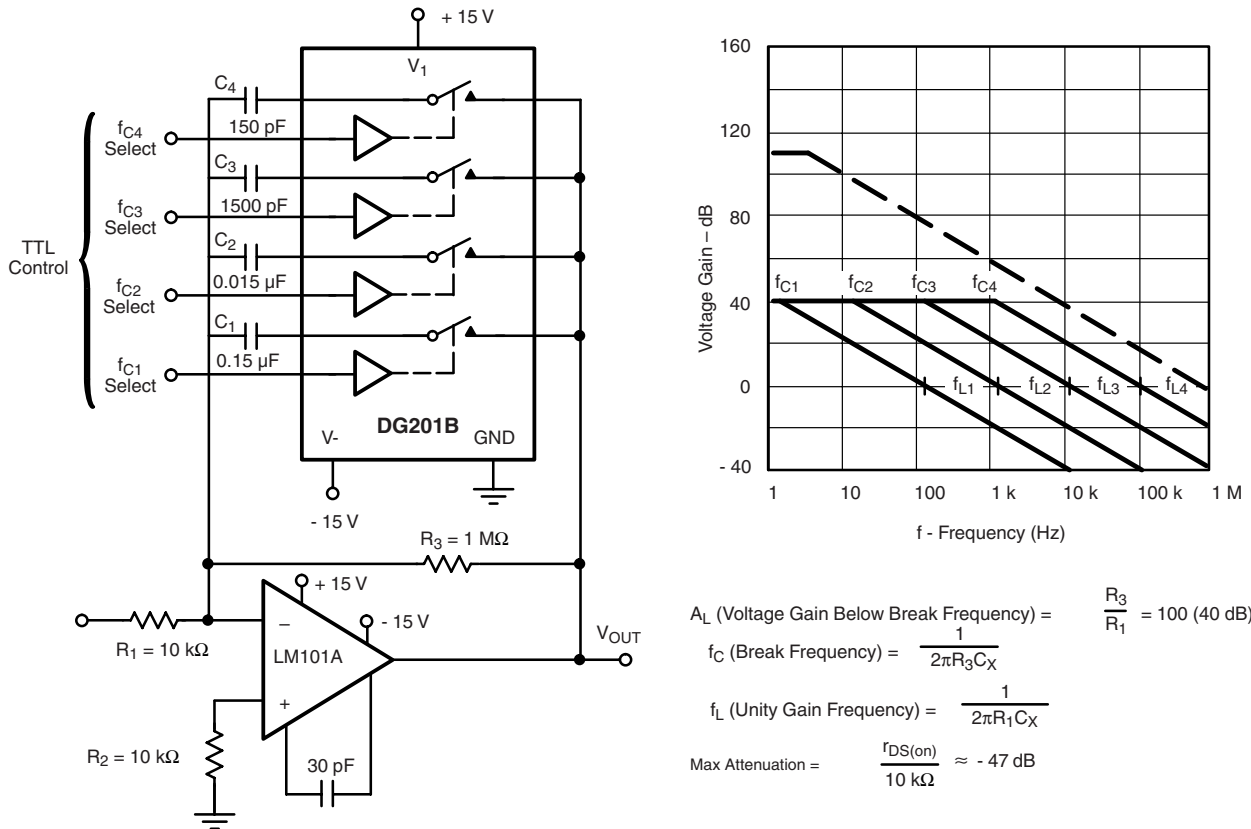 + 15 V
V1
C4
150 pF
fC4
Select
C3
1500 pF
fC3
Select
TTL
Control
C2
0.015 µF
fC2
Select
C1
0.15 µF
fC1
Select
DG201B
V-
GND
- 15 V
R3 = 1 MΩ
+ 15 V
- 15 V
VOUT
R1 = 10 kΩ
–
LM101A
+
R2 = 10 kΩ
30 pF
160
120
80
40
0
- 40
Voltage Gain – dB
fC1 fC2 fC3 fC4
fL1 fL2 fL3 fL4
1 10 100 1 k 10 k 100 k 1 M
f - Frequency (Hz)
AL (Voltage Gain Below Break Frequency) = R3 / R1 = 100 (40 dB)
fC (Break Frequency) = 1 / 2πR3CX
fL (Unity Gain Frequency) = 1 / 2πR1CX
Max Attenuation = rDS(on) / 10 kΩ ≈ - 47 dB